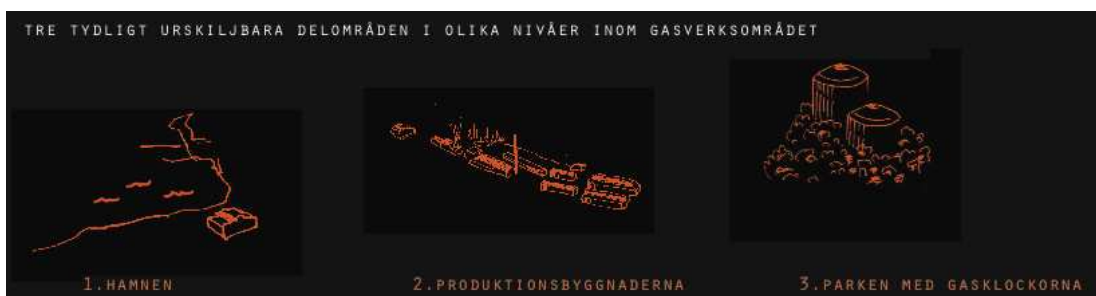 TRE TYDLIGT URSKILJBARA DELOMRÅDEN I OLIKA NIVÅER INOM GASVERKSOMRÅDET
1.HAMNEN
2.PRODUKTIONSBYGGNADERNA
3.PARKEN MED GASKLOCKORNA